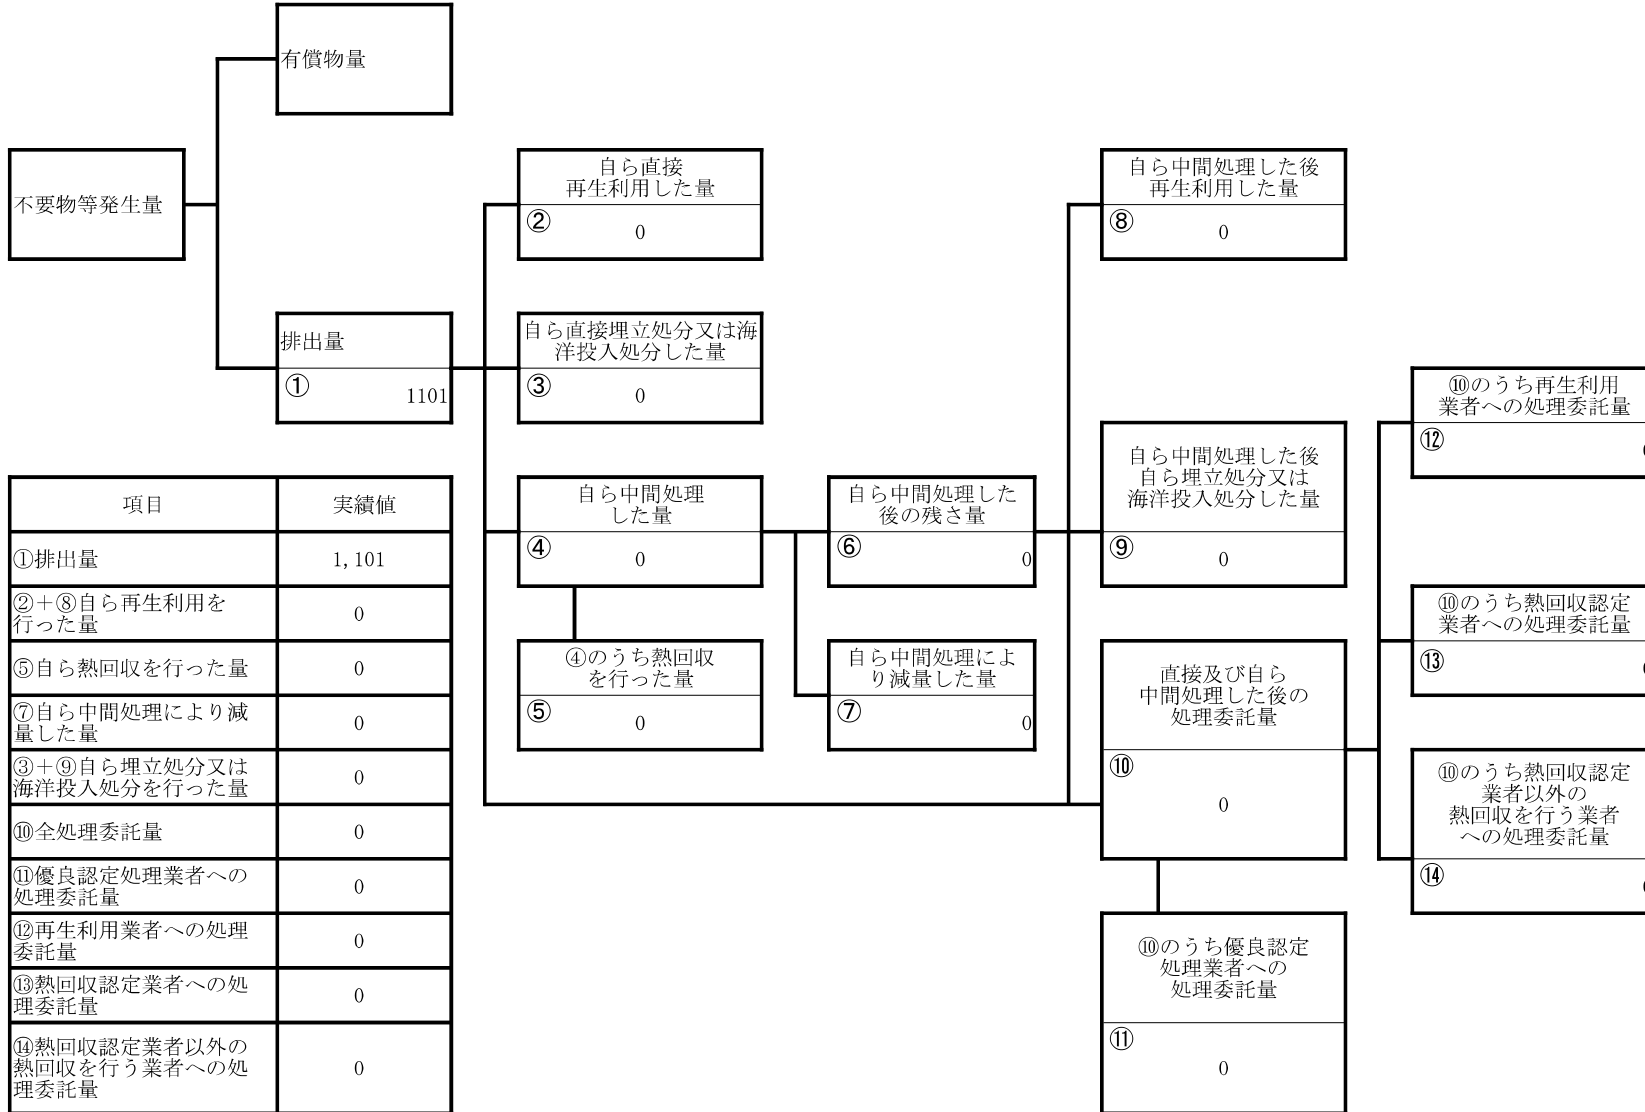 有償物量
不要物等発生量
自ら直接
再生利用した量
②
0
自ら中間処理した後
再生利用した量
⑧
0
排出量
①
1101
自ら直接埋立処分又は海
洋投入処分した量
③
0
⑩のうち再生利用
業者への処理委託量
⑫
自ら中間処理
した量
④
0
自ら中間処理した
後の残さ量
⑥
0
自ら中間処理した後
自ら埋立処分又は
海洋投入処分した量
⑨
0
④のうち熱回収
を行った量
⑤
0
自ら中間処理によ
り減量した量
⑦
0
直接及び自ら
中間処理した後の
処理委託量
⑩
0
⑩のうち熱回収認定
業者への処理委託量
⑬
⑩のうち熱回収認定
業者以外の
熱回収を行う業者
への処理委託量
⑭
⑩のうち優良認定
処理業者への
処理委託量
⑪
0
項目 実績値
①排出量 1,101
②＋⑧自ら再生利用を
行った量 0
⑤自ら熱回収を行った量 0
⑦自ら中間処理により減
量した量 0
③＋⑨自ら埋立処分又は
海洋投入処分を行った量 0
⑩全処理委託量 0
⑪優良認定処理業者への
処理委託量 0
⑫再生利用業者への処理
委託量 0
⑬熱回収認定業者への処
理委託量 0
⑭熱回収認定業者以外の
熱回収を行う業者への処
理委託量 0